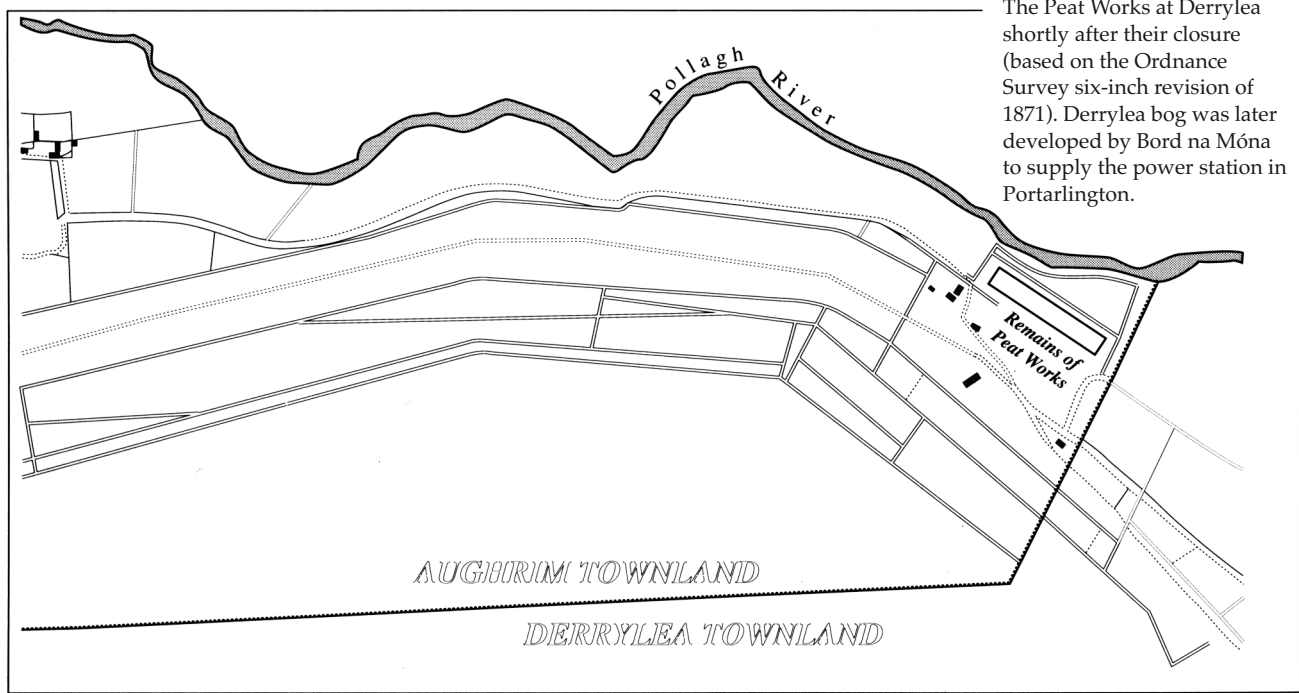 The Peat Works at Derrylea
shortly after their closure
(based on the Ordnance
Survey six-inch revision of
1871). Derrylea bog was later
developed by Bord na Móna
to supply the power station in
Portarlington.
Pollagh River
Remains of
Peat Works
AUGHRIM TOWNLAND
DERRYLEA TOWNLAND